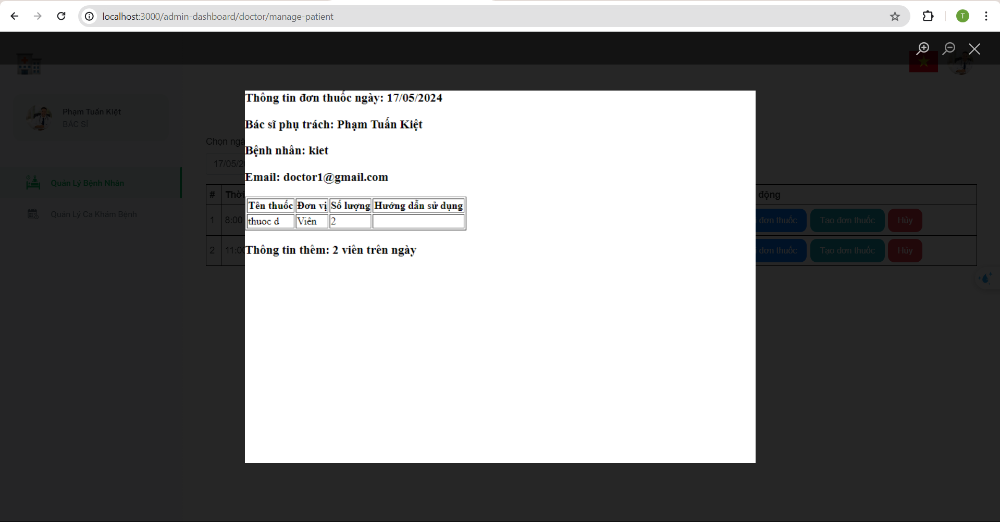 localhost:3000/admin-dashboard/doctor/manage-patient
T
Phạm Tuấn Kiệt
BÁC SĨ
Quản Lý Bệnh Nhân
Quản Lý Ca Khám Bệnh
Chọn ngà
17/05/2
# Thời động
1 8:00 đơn thuốc Tạo đơn thuốc Hủy
2 11:00 đơn thuốc Tạo đơn thuốc Hủy
Thông tin đơn thuốc ngày: 17/05/2024
Bác sĩ phụ trách: Phạm Tuấn Kiệt
Bệnh nhân: kiet
Email: doctor1@gmail.com
Tên thuốc Đơn vị Số lượng Hướng dẫn sử dụng
thuoc d Viên 2
Thông tin thêm: 2 viên trên ngày